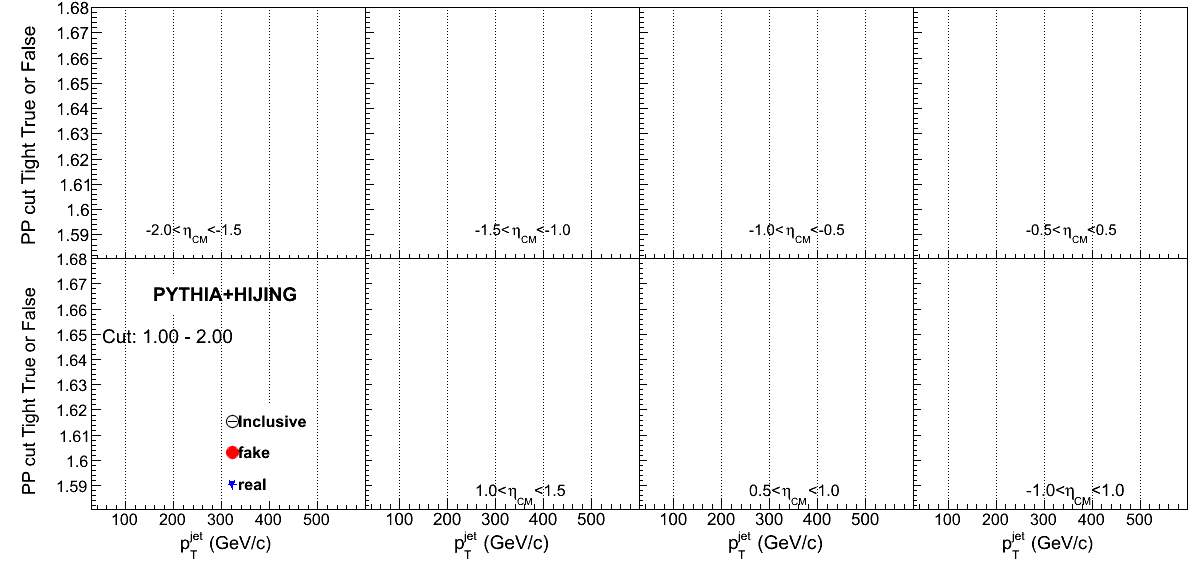 PP cut Tight True or False
1.68
1.67
1.66
1.65
1.64
1.63
1.62
1.61
1.6
1.59
-2.0<η_CM<-1.5
-1.5<η_CM<-1.0
-1.0<η_CM<-0.5
-0.5<η_CM<0.5
PP cut Tight True or False
1.68
1.67
1.66
1.65
1.64
1.63
1.62
1.61
1.6
1.59
PYTHIA+HIJING
Cut: 1.00 - 2.00
Inclusive
fake
real
1.0<η_CM<1.5
0.5<η_CM<1.0
-1.0<η_CM<1.0
100 200 300 400 500
100 200 300 400 500
100 200 300 400 500
100 200 300 400 500
p_T^jet (GeV/c)
p_T^jet (GeV/c)
p_T^jet (GeV/c)
p_T^jet (GeV/c)